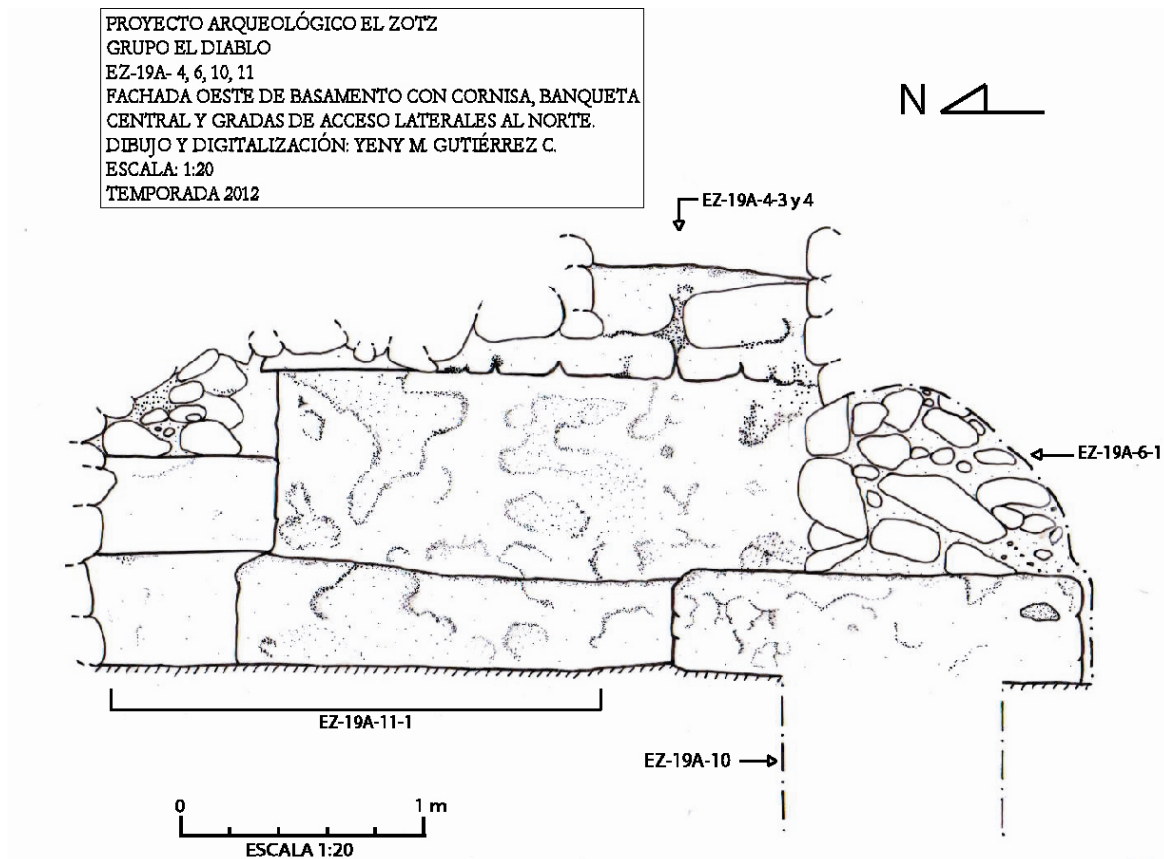 PROYECTO ARQUEOLÓGICO EL ZOTZ
GRUPO EL DIABLO
EZ-19A- 4, 6, 10, 11
FACHADA OESTE DE BASAMENTO CON CORNISA, BANQUETA
CENTRAL Y GRADAS DE ACCESO LATERALES AL NORTE.
DIBUJO Y DIGITALIZACIÓN: YENY M. GUTIÉRREZ C.
ESCALA: 1:20
TEMPORADA 2012
N
EZ-19A-4-3 y 4
EZ-19A-6-1
EZ-19A-11-1
EZ-19A-10
0 1 m
ESCALA 1:20